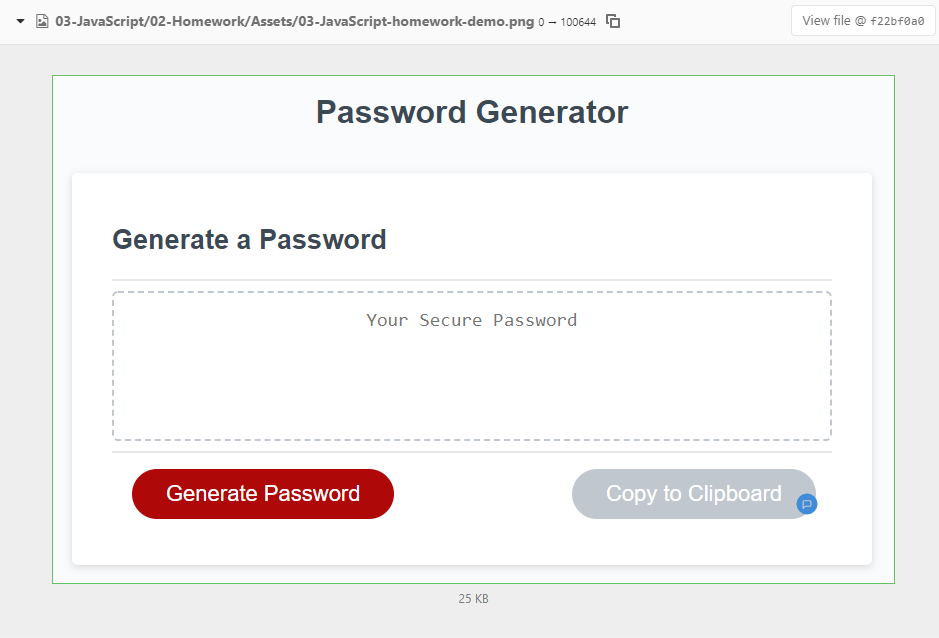 03-JavaScript/02-Homework/Assets/03-JavaScript-homework-demo.png 0 → 100644 View file @ f22bf0a0
Password Generator
Generate a Password
Your Secure Password
Generate Password Copy to Clipboard
25 KB